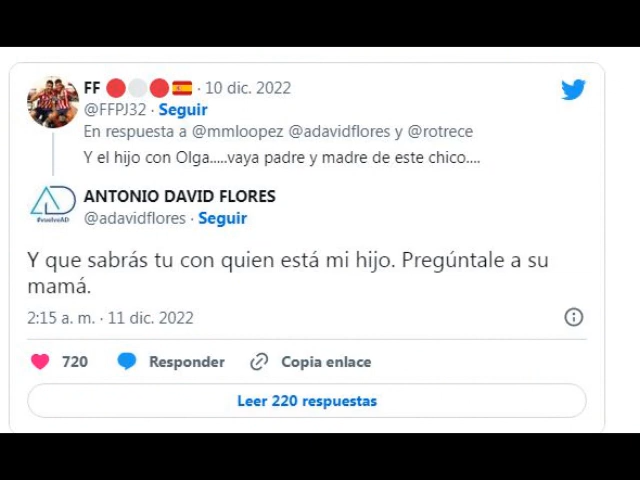 FF · 10 dic. 2022
@FFPJ32 · Seguir
En respuesta a @mmloopez @adavidflores y @rotrece
Y el hijo con Olga.....vaya padre y madre de este chico....
AD
#vuelveAD
ANTONIO DAVID FLORES
@adavidflores · Seguir
Y que sabrás tu con quien está mi hijo. Pregúntale a su
mamá.
2:15 a. m. · 11 dic. 2022
720 Responder Copia enlace
Leer 220 respuestas